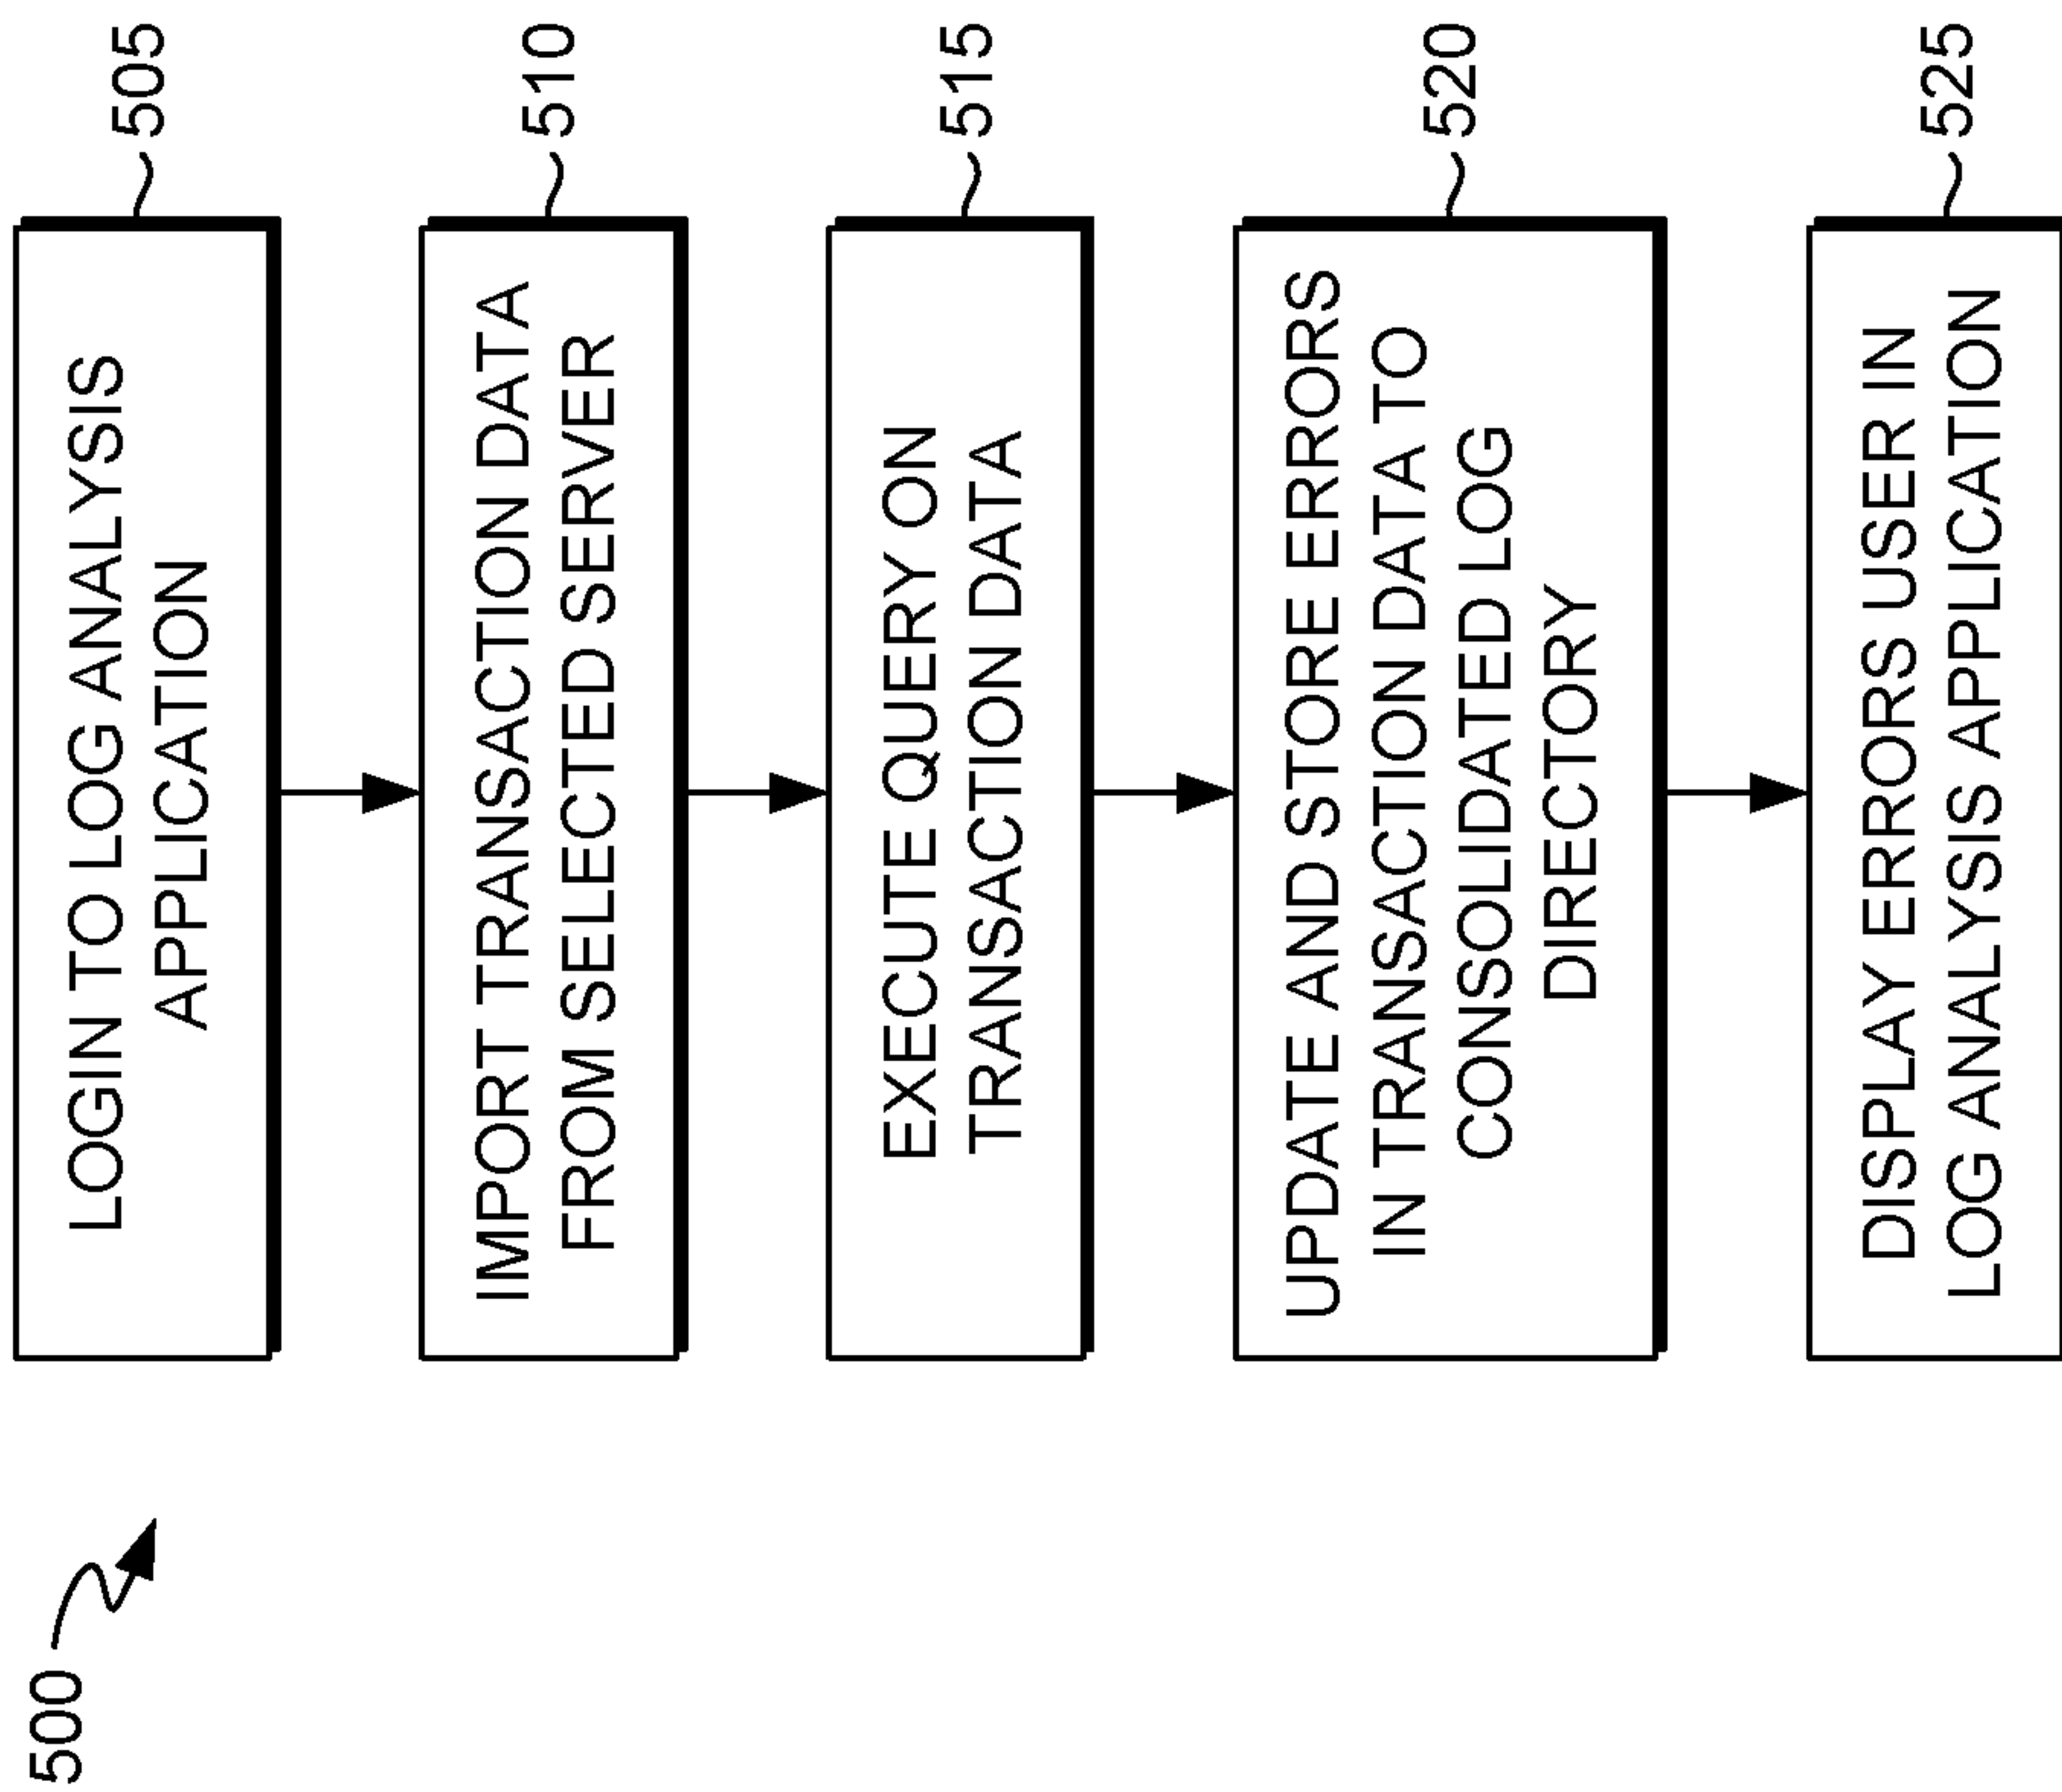 500
LOGIN TO LOG ANALYSIS
APPLICATION
505
IMPORT TRANSACTION DATA
FROM SELECTED SERVER
510
EXECUTE QUERY ON
TRANSACTION DATA
515
UPDATE AND STORE ERRORS
IN TRANSACTION DATA TO
CONSOLIDATED LOG
DIRECTORY
520
DISPLAY ERRORS USER IN
LOG ANALYSIS APPLICATION
525